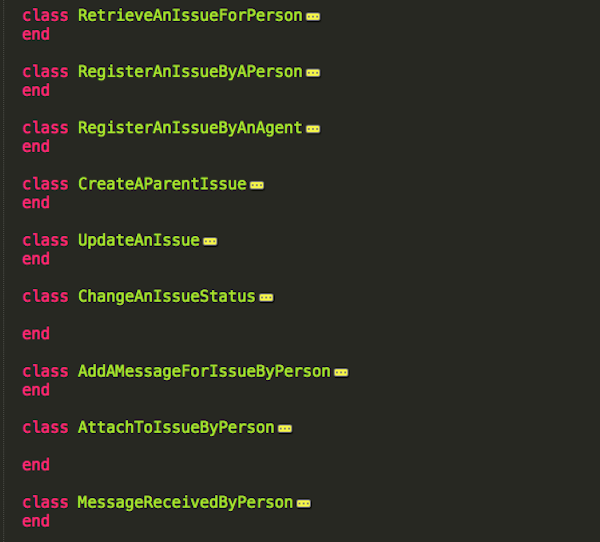 class RetrieveAnIssueForPerson
end
class RegisterAnIssueByAPerson
end
class RegisterAnIssueByAnAgent
end
class CreateAParentIssue
end
class UpdateAnIssue
end
class ChangeAnIssueStatus
end
class AddAMessageForIssueByPerson
end
class AttachToIssueByPerson
end
class MessageReceivedByPerson
end